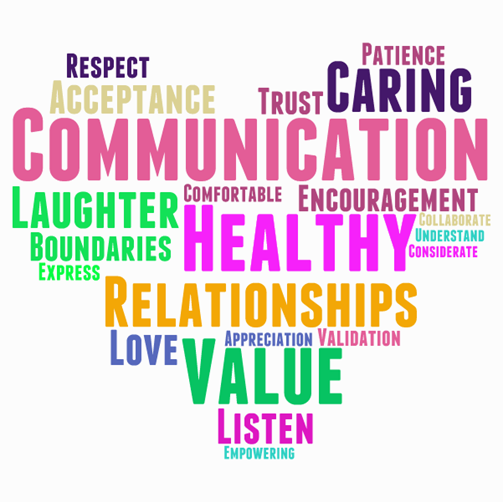 PATIENCE
RESPECT
CARING
ACCEPTANCE
TRUST
COMMUNICATION
COMFORTABLE
ENCOURAGEMENT
LAUGHTER
COLLABORATE
HEALTHY
UNDERSTAND
BOUNDARIES
CONSIDERATE
EXPRESS
RELATIONSHIPS
LOVE
APPRECIATION
VALIDATION
VALUE
LISTEN
EMPOWERING